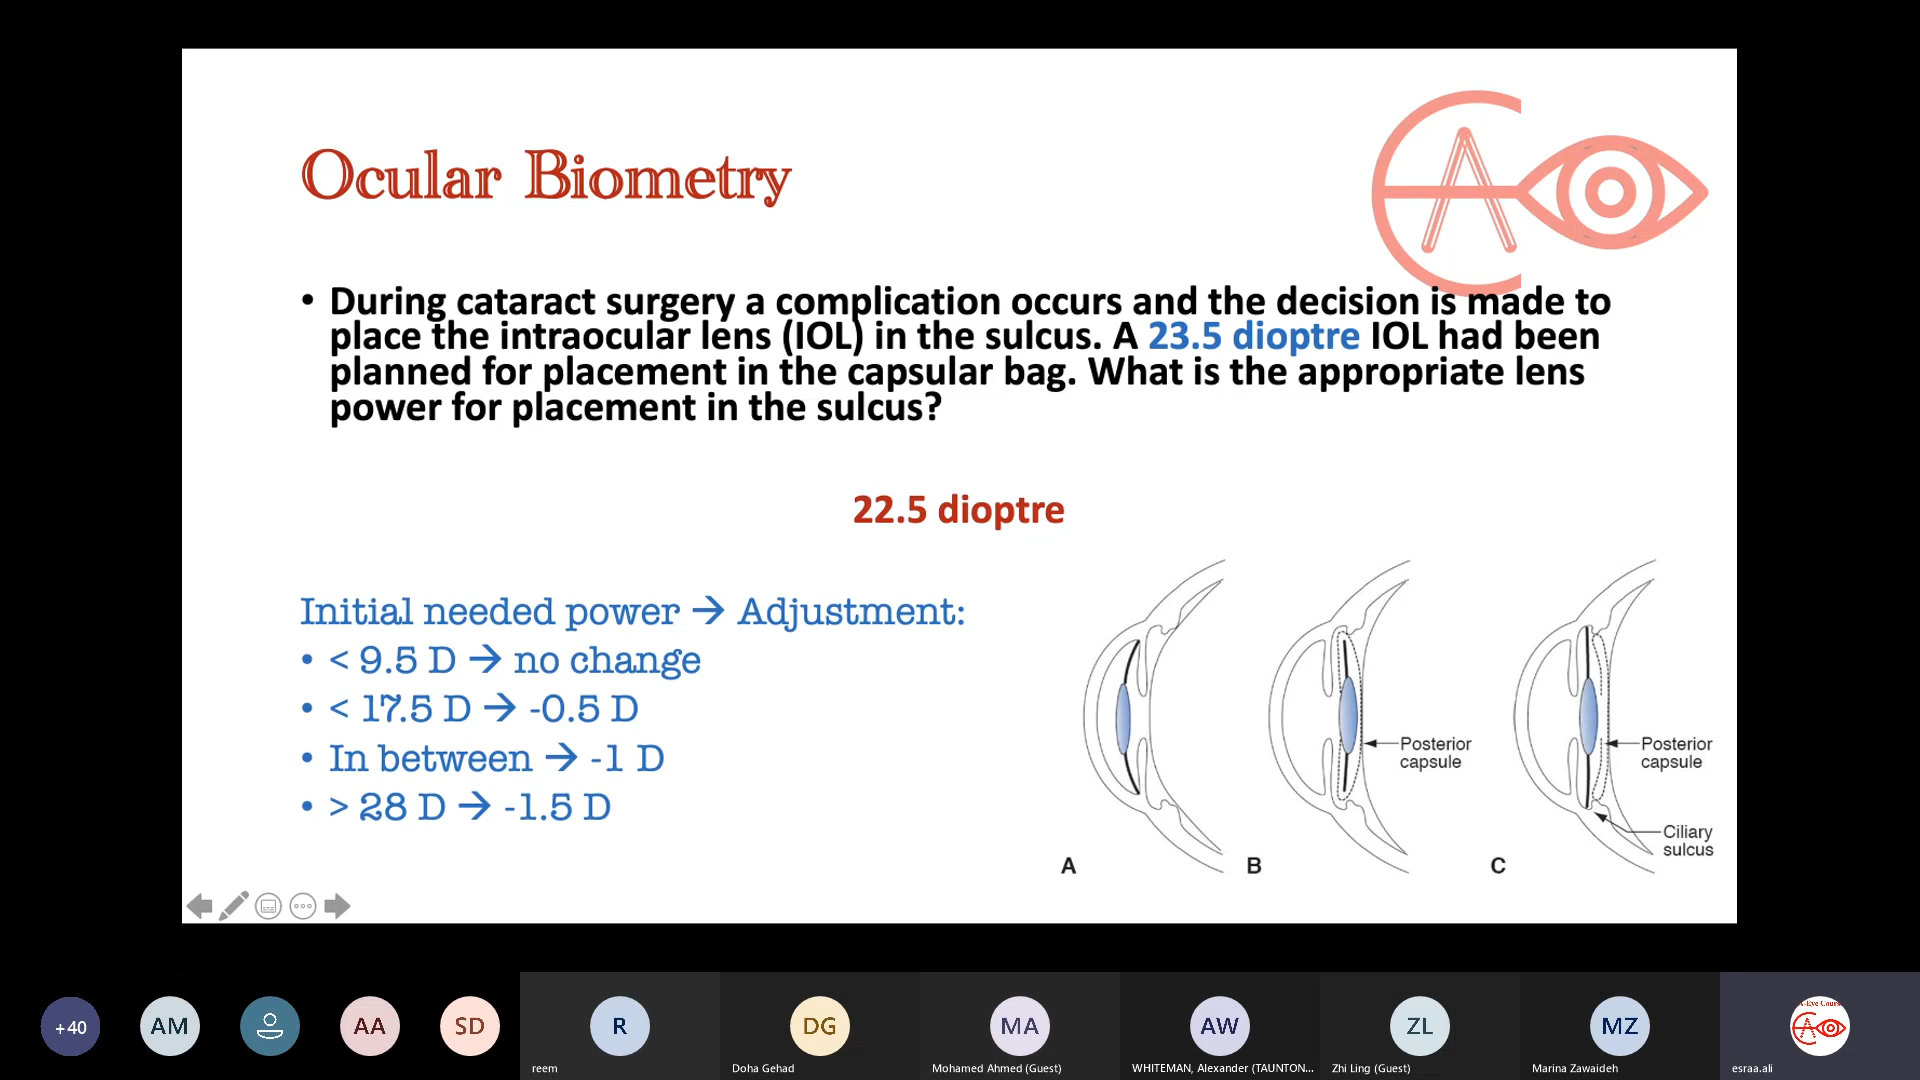 Ocular Biometry
CA
• During cataract surgery a complication occurs and the decision is made to
place the intraocular lens (IOL) in the sulcus. A 23.5 dioptre IOL had been
planned for placement in the capsular bag. What is the appropriate lens
power for placement in the sulcus?
22.5 dioptre
Initial needed power → Adjustment:
• < 9.5 D → no change
• < 17.5 D → -0.5 D
• In between → -1 D
• > 28 D → -1.5 D
A
B
Posterior
capsule
C
Posterior
capsule
Ciliary
sulcus
+40
AM
AA
SD
R
reem
DG
Doha Gehad
MA
Mohamed Ahmed (Guest)
AW
WHITEMAN, Alexander (TAUNTON...
ZL
Zhi Ling (Guest)
MZ
Marina Zawaideh
esraa.ali